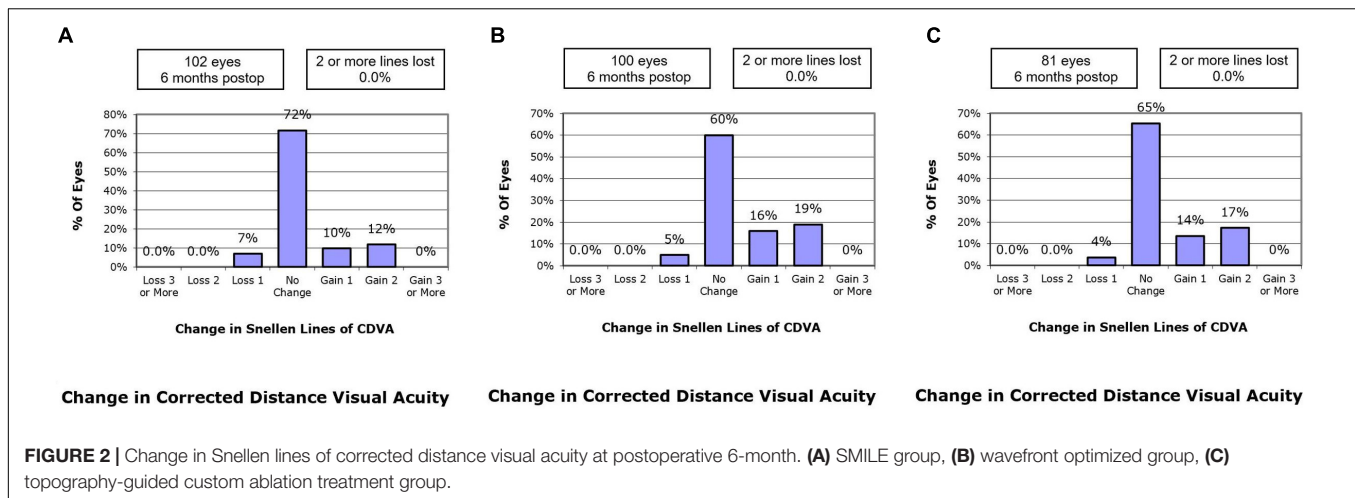 A
102 eyes
6 months postop
2 or more lines lost
0.0%
80%
70%
60%
50%
40%
30%
20%
10%
0%
% Of Eyes
0.0%
0.0%
7%
72%
10%
12%
0%
Loss 3
or More
Loss 2
Loss 1
No
Change
Gain 1
Gain 2
Gain 3
or More
Change in Snellen Lines of CDVA
Change in Corrected Distance Visual Acuity
B
100 eyes
6 months postop
2 or more lines lost
0.0%
70%
60%
50%
40%
30%
20%
10%
0%
% Of Eyes
0.0%
0.0%
5%
60%
16%
19%
0%
Loss 3
or More
Loss 2
Loss 1
No
Change
Gain 1
Gain 2
Gain 3
or More
Change in Snellen Lines of CDVA
Change in Corrected Distance Visual Acuity
C
81 eyes
6 months postop
2 or more lines lost
0.0%
70%
60%
50%
40%
30%
20%
10%
0%
% Of Eyes
0.0%
0.0%
4%
65%
14%
17%
0%
Loss 3
or More
Loss 2
Loss 1
No
Change
Gain 1
Gain 2
Gain 3
or More
Change in Snellen Lines of CDVA
Change in Corrected Distance Visual Acuity
FIGURE 2 | Change in Snellen lines of corrected distance visual acuity at postoperative 6-month. (A) SMILE group, (B) wavefront optimized group, (C)
topography-guided custom ablation treatment group.